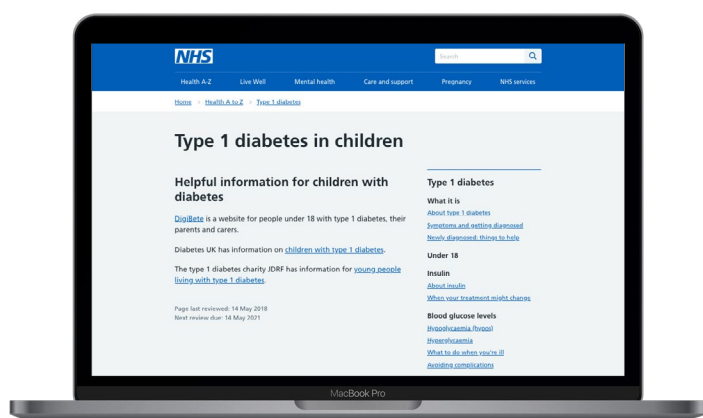 NHS
Search
Health A-Z Live Well Mental health Care and support Pregnancy NHS services
Home Health A to Z Type 1 diabetes
Type 1 diabetes in children
Helpful information for children with
diabetes
DigiBete is a website for people under 18 with type 1 diabetes, their
parents and carers.
Diabetes UK has information on children with type 1 diabetes.
The type 1 diabetes charity JDRF has information for young people
living with type 1 diabetes.
Page last reviewed: 14 May 2018
Next review due: 14 May 2021
Type 1 diabetes
What it is
About type 1 diabetes
Symptoms and getting diagnosed
Newly diagnosed: things to help
Under 18
Insulin
About insulin
When your treatment might change
Blood glucose levels
Hypoglycaemia (hypos)
Hyperglycaemia
What to do when you're ill
Avoiding complications
MacBook Pro